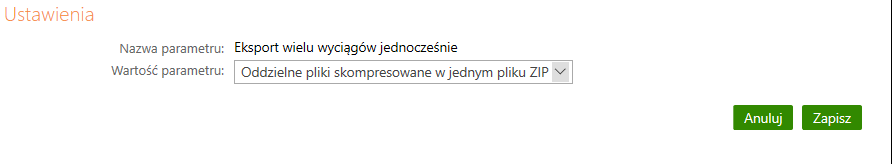 Ustawienia
Nazwa parametru: Eksport wielu wyciągów jednocześnie
Wartość parametru: Oddzielne pliki skompresowane w jednym pliku ZIP
Anuluj Zapisz